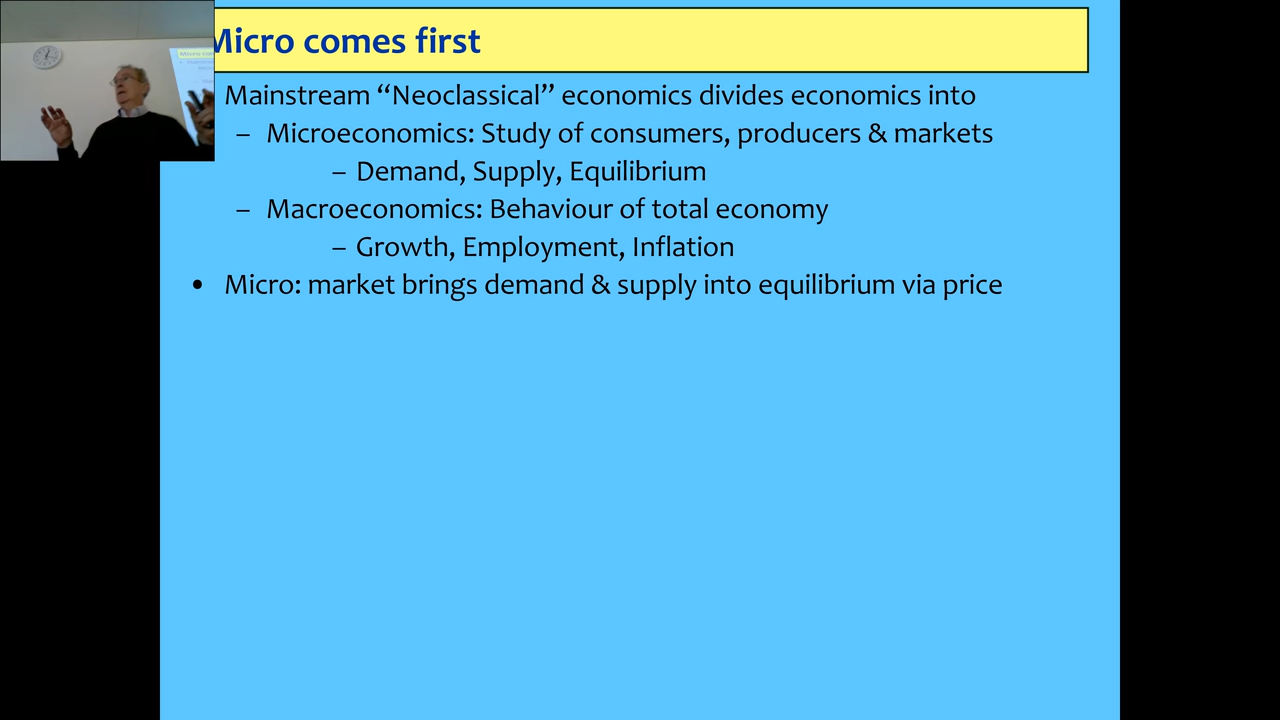 Micro comes first
Mainstream “Neoclassical” economics divides economics into
– Microeconomics: Study of consumers, producers & markets
– Demand, Supply, Equilibrium
– Macroeconomics: Behaviour of total economy
– Growth, Employment, Inflation
• Micro: market brings demand & supply into equilibrium via price